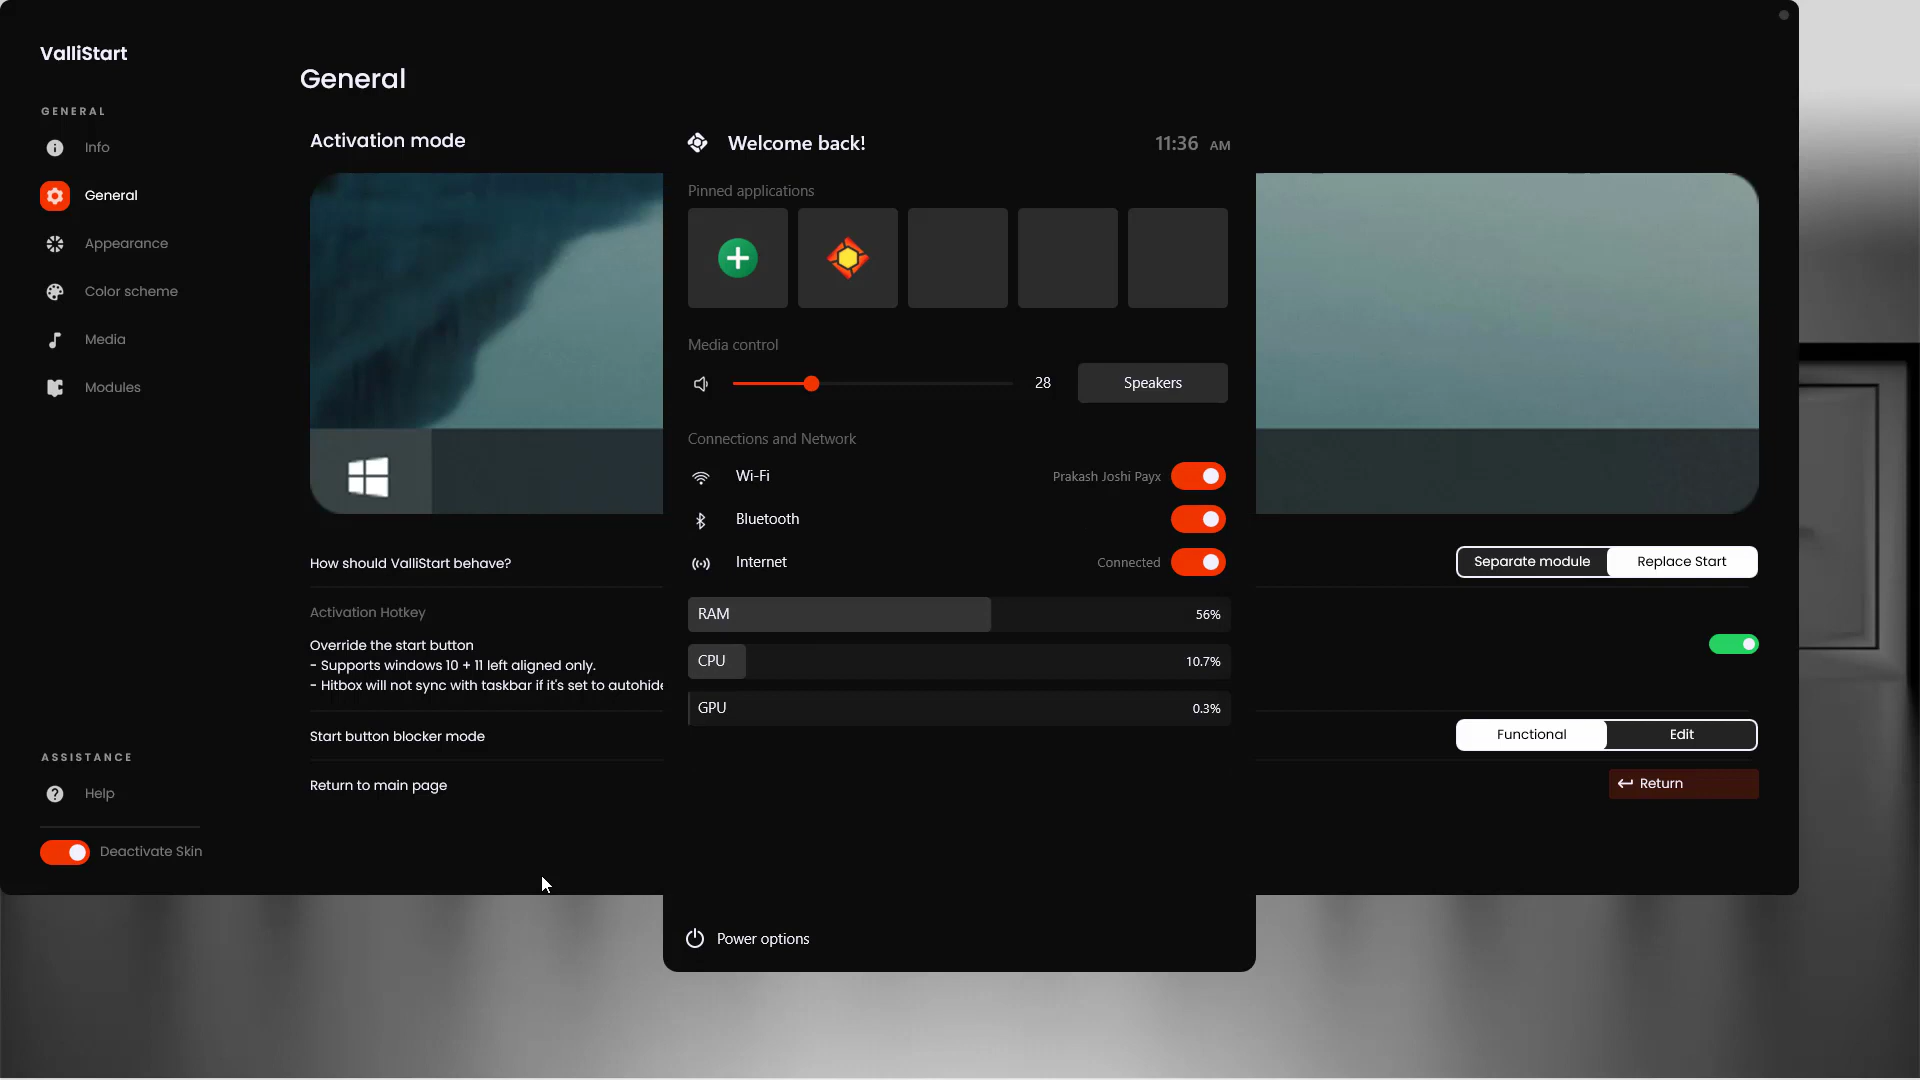 ValliStart
GENERAL
Info
General
Appearance
Color scheme
Media
Modules
ASSISTANCE
Help
Deactivate Skin
General
Activation mode
How should ValliStart behave?
Separate module
Replace Start
Activation Hotkey
Override the start button
- Supports windows 10 + 11 left aligned only.
- Hitbox will not sync with taskbar if it's set to autohide
Start button blocker mode
Functional
Edit
Return to main page
Return
Welcome back!
11:36 AM
Pinned applications
Media control
28
Speakers
Connections and Network
Wi-Fi
Prakash Joshi Payx
Bluetooth
Internet
Connected
RAM
56%
CPU
10.7%
GPU
0.3%
Power options